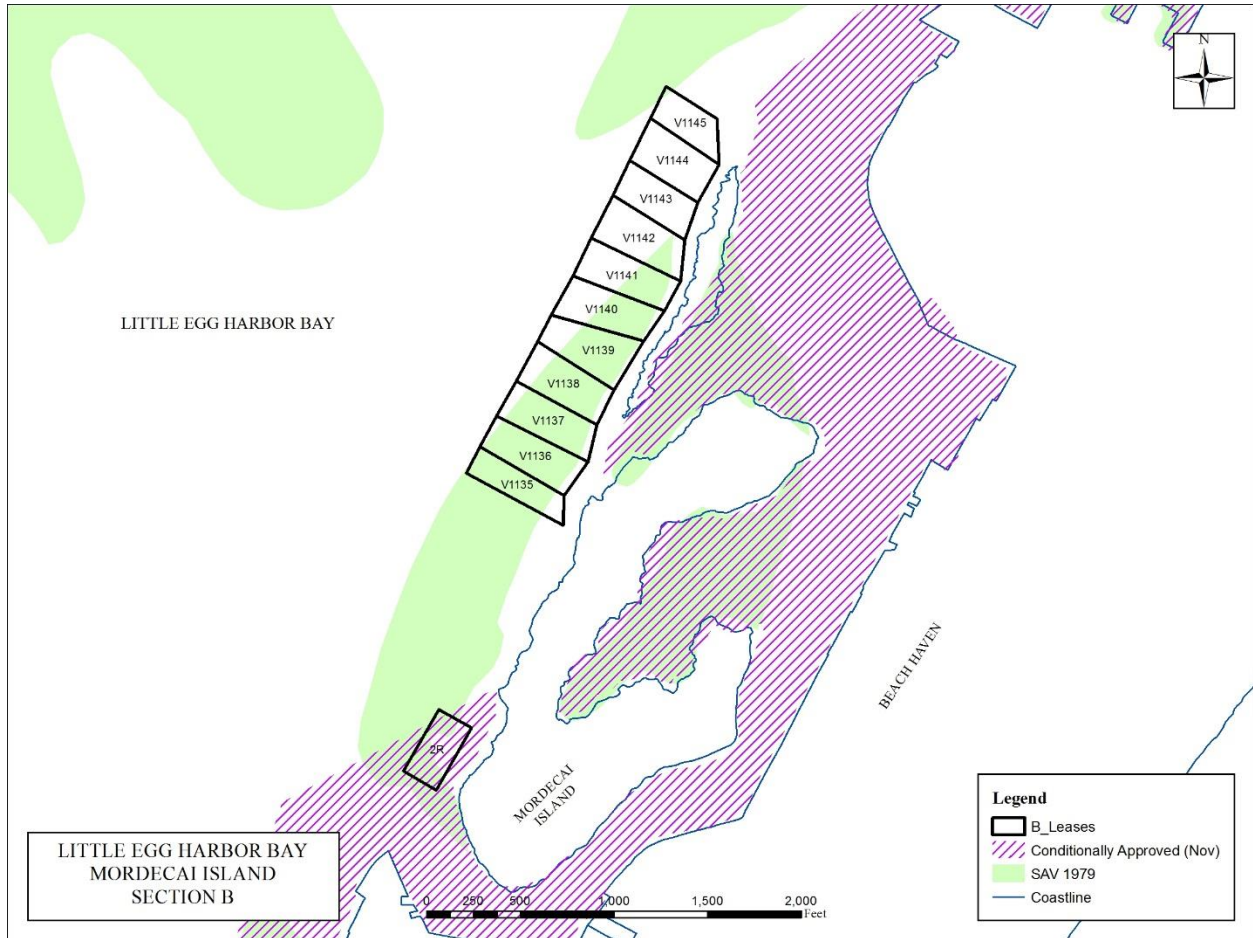 N
V1145
V1144
V1143
V1142
V1141
V1140
V1139
V1138
V1137
V1136
V1135
LITTLE EGG HARBOR BAY
BEACH HAVEN
2R
MORDECAI
ISLAND
LITTLE EGG HARBOR BAY
MORDECAI ISLAND
SECTION B
0 250 500 1,000 1,500 2,000
Feet
Legend
B_Leases
Conditionally Approved (Nov)
SAV 1979
Coastline